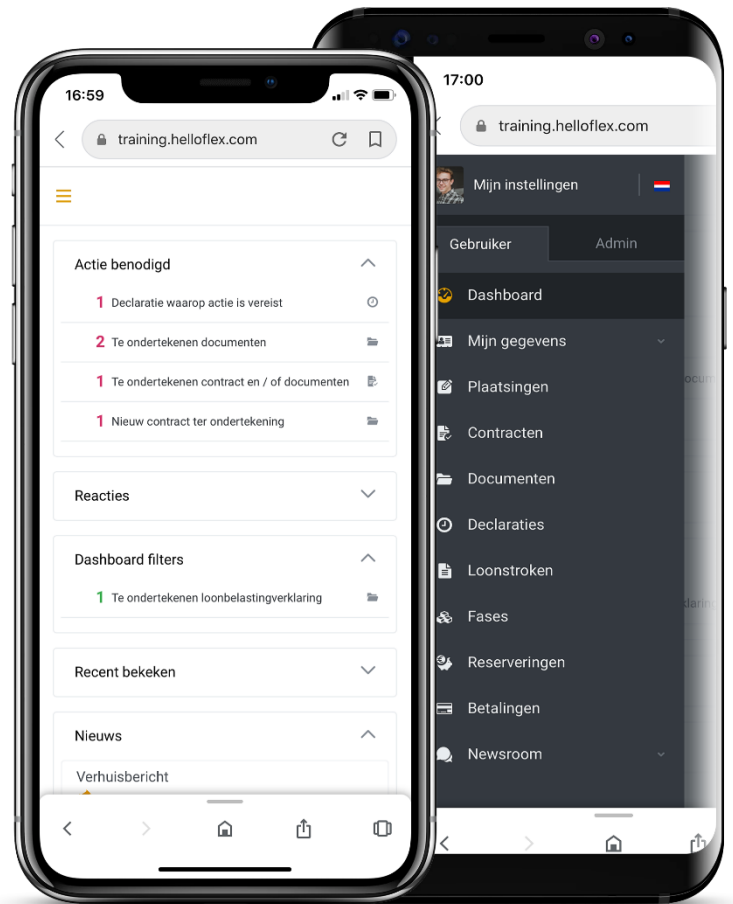 16:59
training.helloflex.com
Actie benodigd
1 Declaratie waarop actie is vereist
2 Te ondertekenen documenten
1 Te ondertekenen contract en / of documenten
1 Nieuw contract ter ondertekening
Reacties
Dashboard filters
1 Te ondertekenen loonbelastingverklaring
Recent bekeken
Nieuws
Verhuisbericht
17:00
training.helloflex.com
Mijn instellingen
Gebruiker
Admin
Dashboard
Mijn gegevens
Plaatsingen
Contracten
Documenten
Declaraties
Loonstroken
Fases
Reserveringen
Betalingen
Newsroom